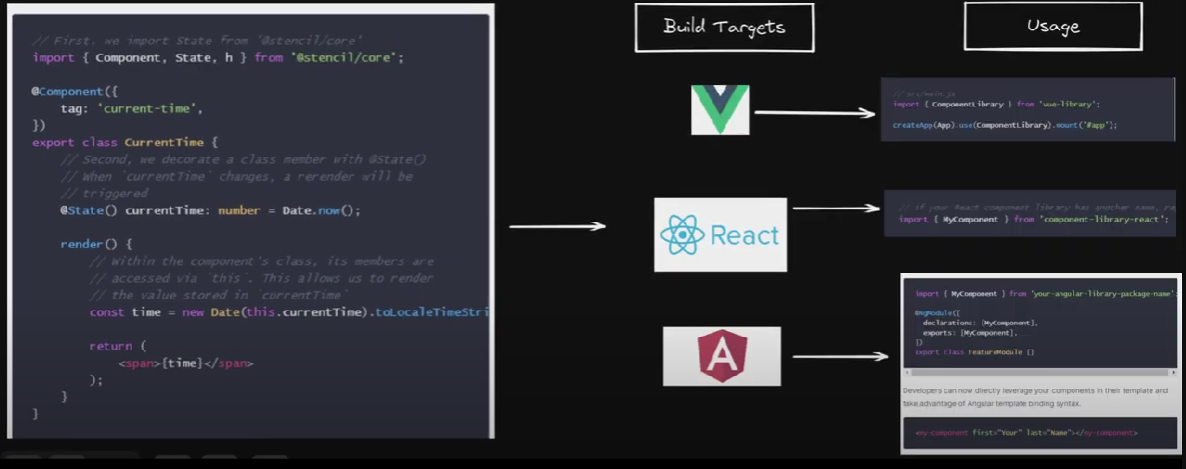 // First, we import State from '@stencil/core'
import { Component, State, h } from '@stencil/core';
@Component({
tag: 'current-time',
})
export class CurrentTime {
// Second, we decorate a class member with @State()
// When `currentTime` changes, a rerender will be
// triggered
@State() currentTime: number = Date.now();
render() {
// Within the component's class, its members are
// accessed via `this`. This allows us to render
// the value stored in `currentTime`
const time = new Date(this.currentTime).toLocaleTimeStri
return (
<span>{time}</span>
);
}
}
Build Targets
React
A
Usage
// src/main.js
import { ComponentLibrary } from 'vue-library';
createApp(App).use(ComponentLibrary).mount('#app');
// if your React component library has another name,
import { MyComponent } from 'component-library-react';
import { MyComponent } from 'your-angular-library-package-name';
@NgModule({
declarations: [MyComponent],
exports: [MyComponent],
})
export class FeatureModule {}
Developers can now directly leverage your components in their template and
take advantage of Angular template binding syntax.
<my-component first="Your" last="Name"></my-component>